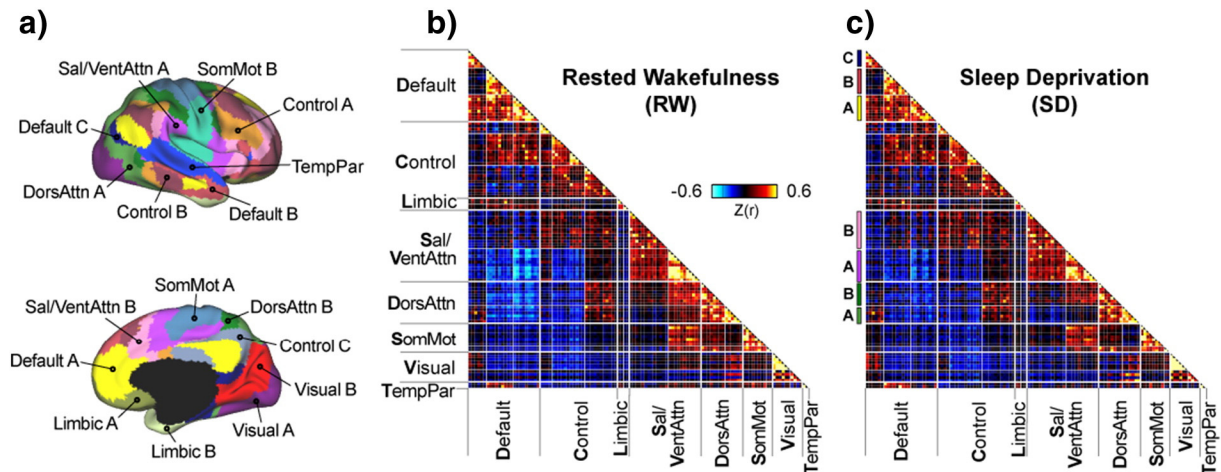 a)
Sal/VentAttn A
SomMot B
Control A
Default C
TempPar
DorsAttn A
Control B
Default B
SomMot A
Sal/VentAttn B
DorsAttn B
Control C
Default A
Visual B
Limbic A
Visual A
Limbic B
b)
Rested Wakefulness
(RW)
Default
Control
Limbic
Sal/
VentAttn
DorsAttn
SomMot
Visual
TempPar
-0.6
0.6
Z(r)
Default
Control
Limbic
Sal/
VentAttn
DorsAttn
SomMot
Visual
TempPar
c)
Sleep Deprivation
(SD)
C
B
A
B
A
B
A
Default
Control
Limbic
Sal/
VentAttn
DorsAttn
SomMot
Visual
TempPar